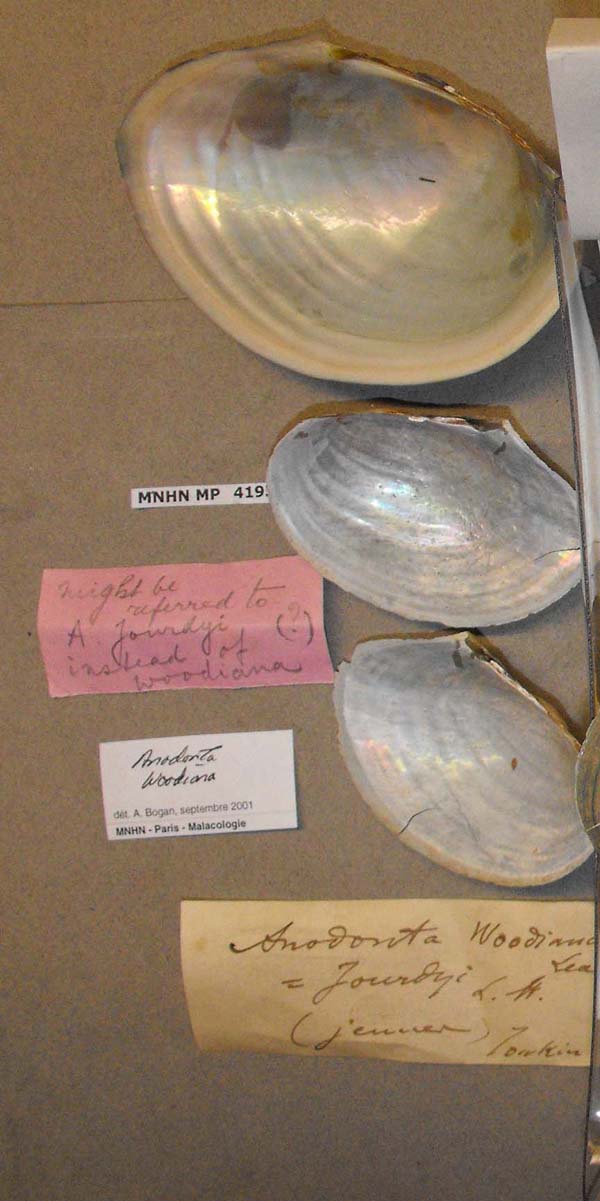 MNHN MP 419
might be
referred to
A. Jourdyi (?)
instead of
woodiana
Anodonta
Woodiana
dét. A. Bogan, septembre 2001
MNHN - Paris - Malacologie
Anodonta Woodiana
Lea
= Jourdyi L. H.
(jenner) Tonkin